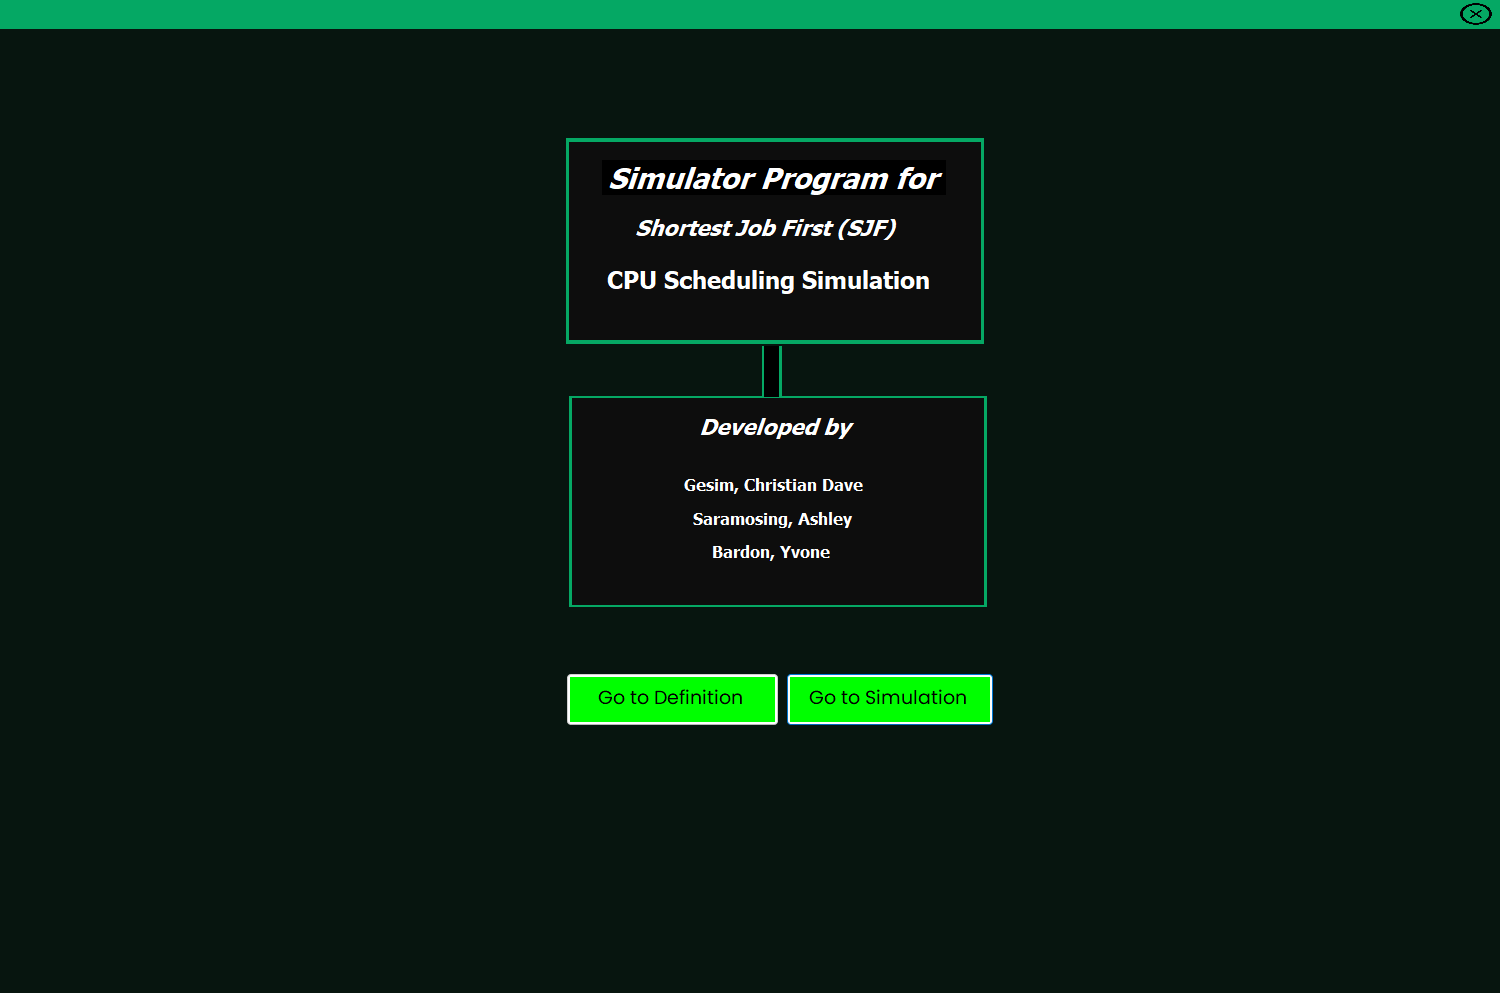 Simulator Program for
Shortest Job First (SJF)
CPU Scheduling Simulation
Developed by
Gesim, Christian Dave
Saramosing, Ashley
Bardon, Yvone
Go to Definition
Go to Simulation